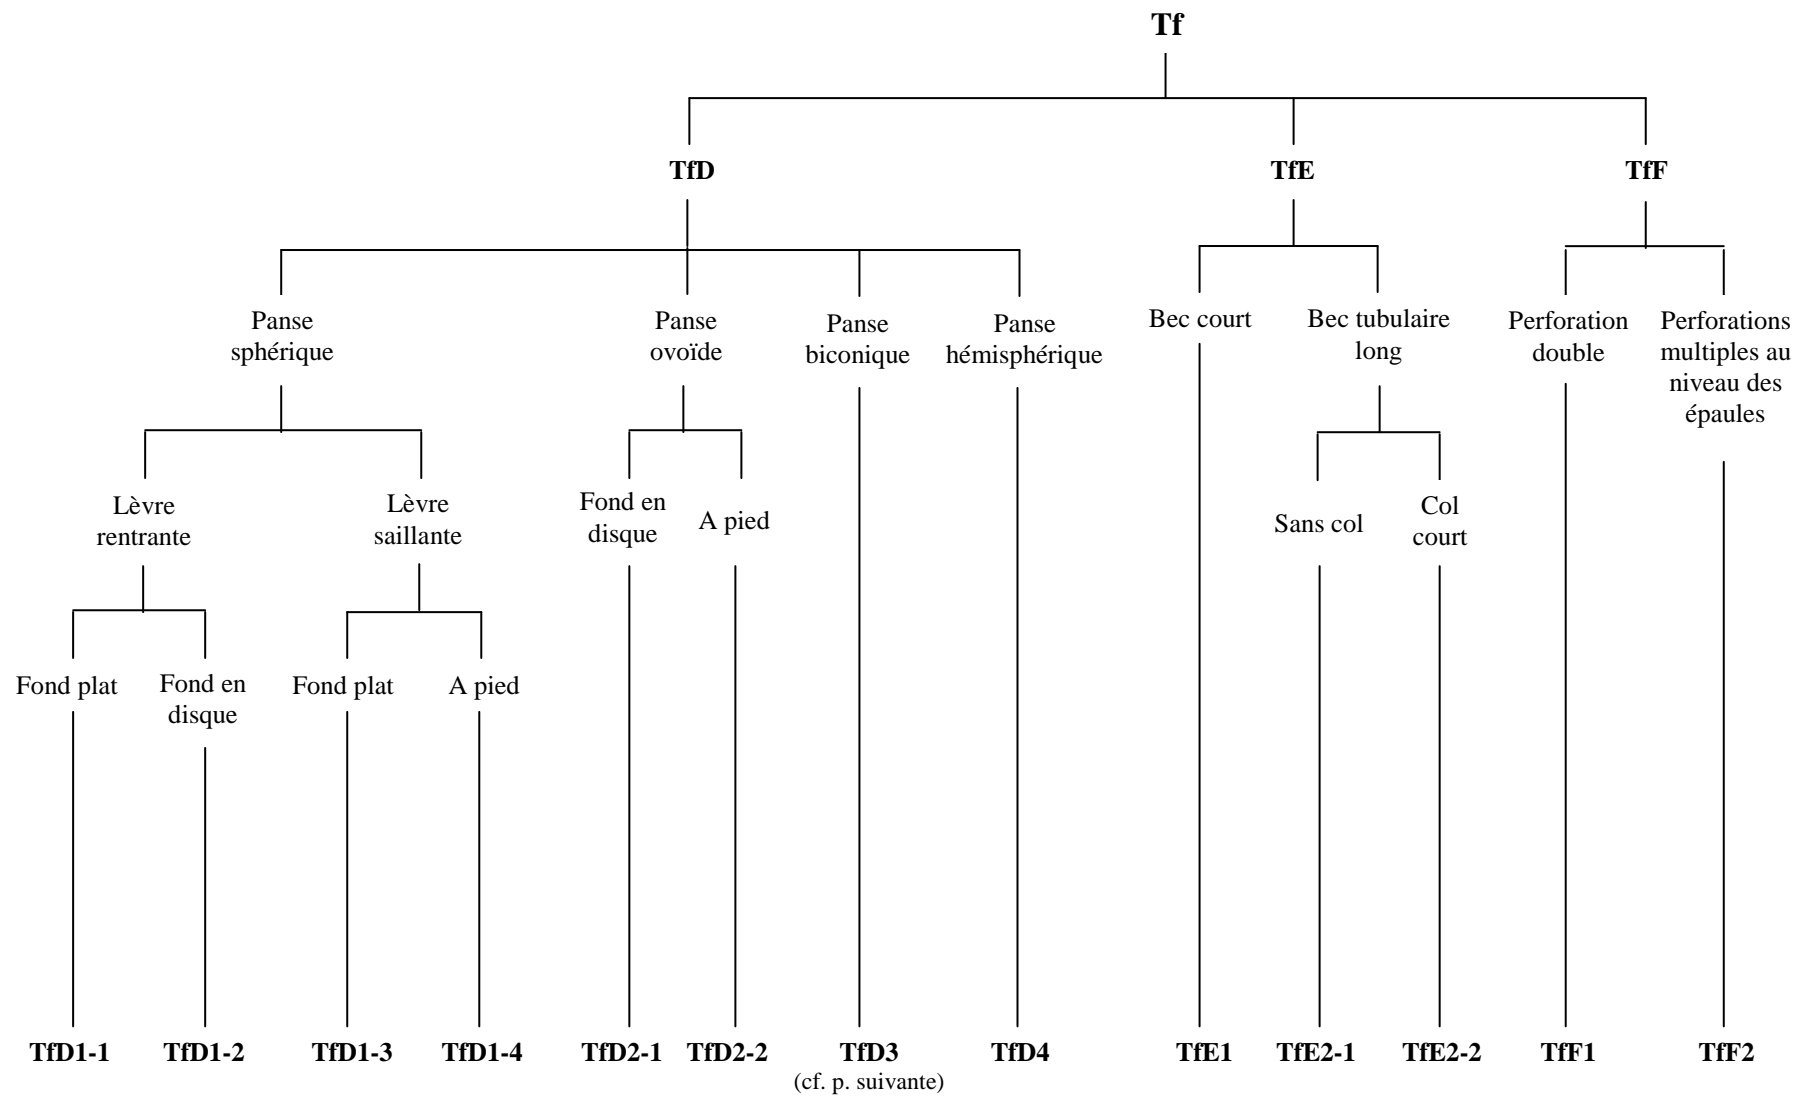 Tf
TfD
TfE
TfF
Panse
sphérique
Panse
ovoïde
Panse
biconique
Panse
hémisphérique
Bec court
Bec tubulaire
long
Perforation
double
Perforations
multiples au
niveau des
épaules
Lèvre
rentrante
Lèvre
saillante
Fond en
disque
A pied
Sans col
Col
court
Fond plat
Fond en
disque
Fond plat
A pied
TfD1-1
TfD1-2
TfD1-3
TfD1-4
TfD2-1
TfD2-2
TfD3
(cf. p. suivante)
TfD4
TfE1
TfE2-1
TfE2-2
TfF1
TfF2